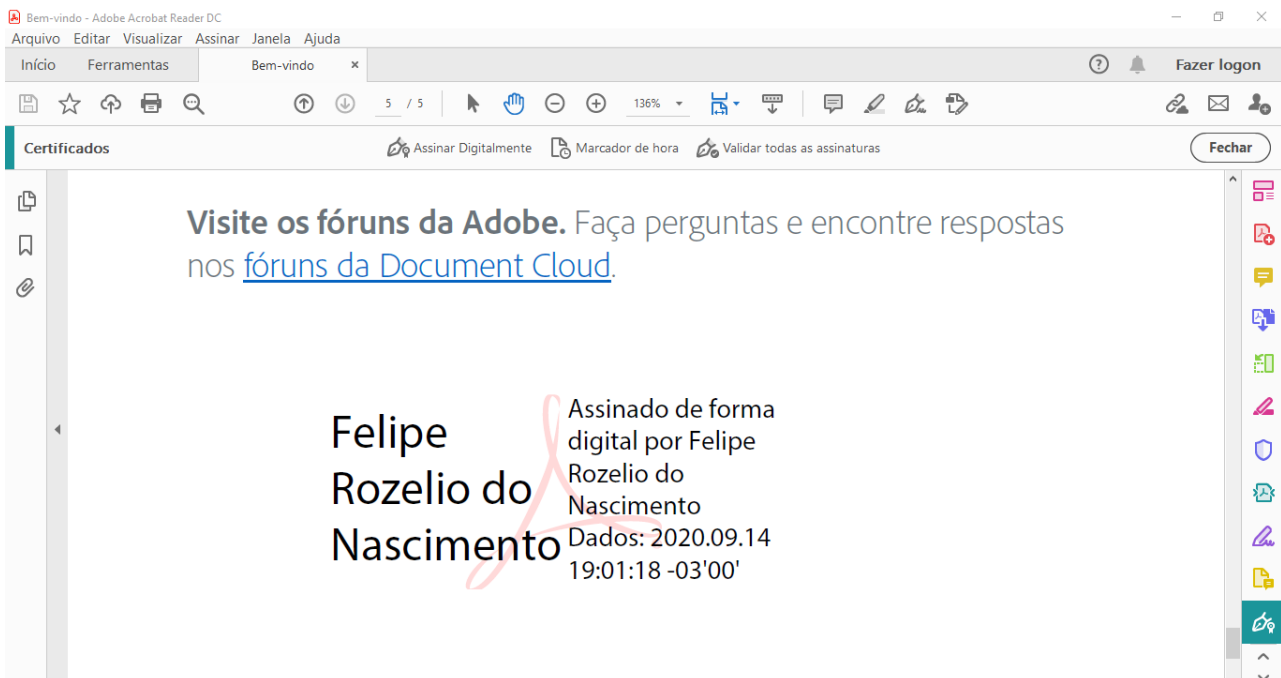 Bem-vindo - Adobe Acrobat Reader DC
Arquivo Editar Visualizar Assinar Janela Ajuda
Início Ferramentas Bem-vindo × Fazer logon
5 / 5 136%
Certificados Assinar Digitalmente Marcador de hora Validar todas as assinaturas Fechar
Visite os fóruns da Adobe. Faça perguntas e encontre respostas
nos fóruns da Document Cloud.
Felipe
Rozelio do
Nascimento
Assinado de forma
digital por Felipe
Rozelio do
Nascimento
Dados: 2020.09.14
19:01:18 -03'00'